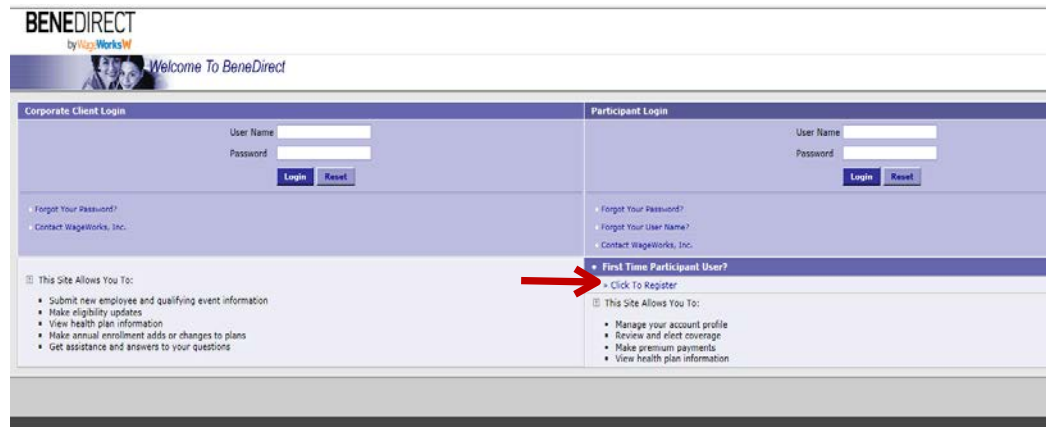 BENEDIRECT
by WageWorks W
Welcome To BeneDirect
Corporate Client Login
User Name
Password
Login Reset
Forgot Your Password?
Contact WageWorks, Inc.
This Site Allows You To:
Submit new employee and qualifying event information
Make eligibility updates
View health plan information
Make annual enrollment adds or changes to plans
Get assistance and answers to your questions
Participant Login
User Name
Password
Login Reset
Forgot Your Password?
Forgot Your User Name?
Contact WageWorks, Inc.
First Time Participant User?
» Click To Register
This Site Allows You To:
Manage your account profile
Review and elect coverage
Make premium payments
View health plan information